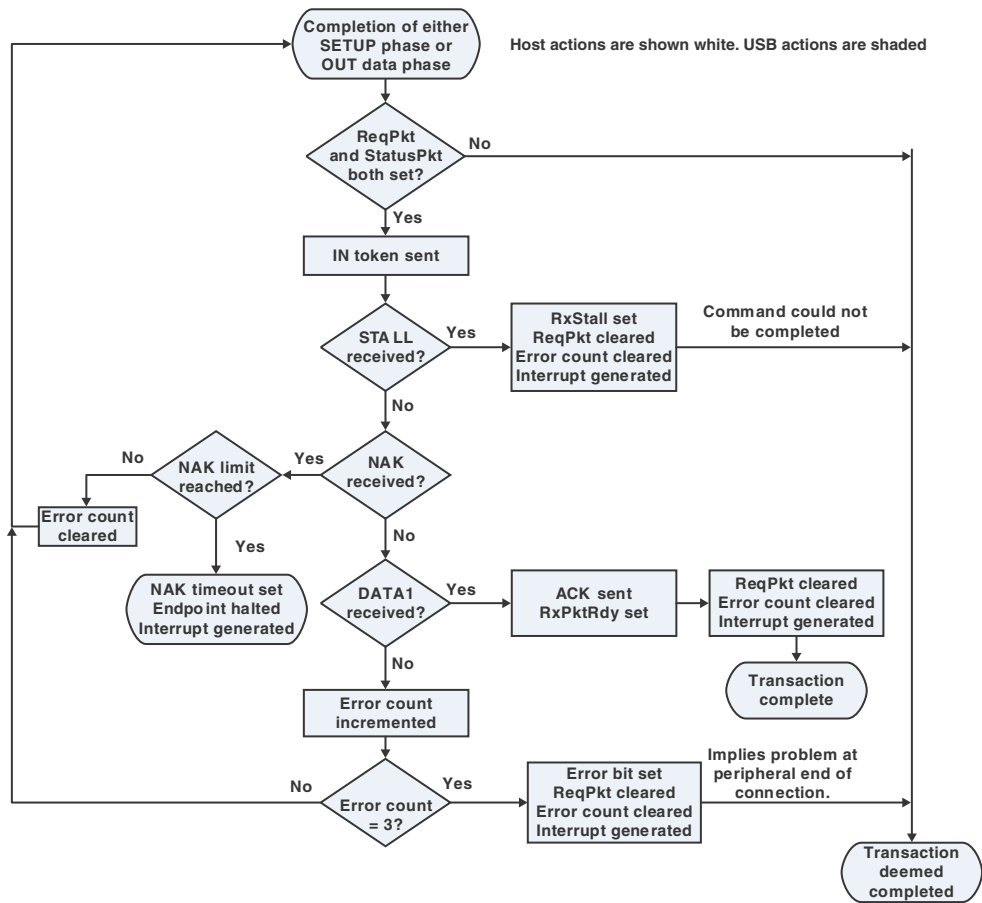 Completion of either
SETUP phase or
OUT data phase
Host actions are shown white. USB actions are shaded
ReqPkt
and StatusPkt
both set?
No
Yes
IN token sent
STALL
received?
Yes
RxStall set
ReqPkt cleared
Error count cleared
Interrupt generated
Command could not
be completed
No
NAK
received?
Yes
NAK limit
reached?
No
Error count
cleared
Yes
NAK timeout set
Endpoint halted
Interrupt generated
No
DATA1
received?
Yes
ACK sent
RxPktRdy set
ReqPkt cleared
Error count cleared
Interrupt generated
Transaction
complete
No
Error count
incremented
Error count
= 3?
No
Yes
Error bit set
ReqPkt cleared
Error count cleared
Interrupt generated
Implies problem at
peripheral end of
connection.
Transaction
deemed
completed